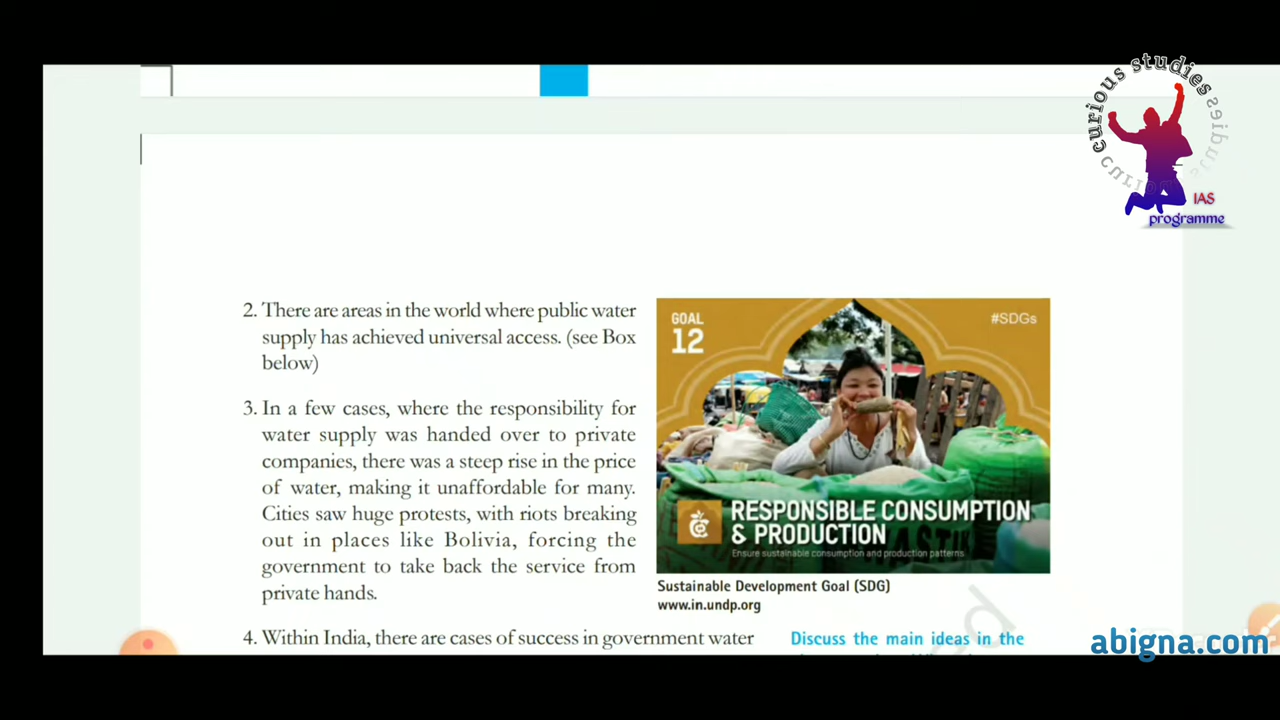 curious studies
IAS
programme
2. There are areas in the world where public water
supply has achieved universal access. (see Box
below)
3. In a few cases, where the responsibility for
water supply was handed over to private
companies, there was a steep rise in the price
of water, making it unaffordable for many.
Cities saw huge protests, with riots breaking
out in places like Bolivia, forcing the
government to take back the service from
private hands.
4. Within India, there are cases of success in government water
GOAL
12
#SDGs
RESPONSIBLE CONSUMPTION
& PRODUCTION
Ensure sustainable consumption and production patterns
Sustainable Development Goal (SDG)
www.in.undp.org
Discuss the main ideas in the
abigna.com